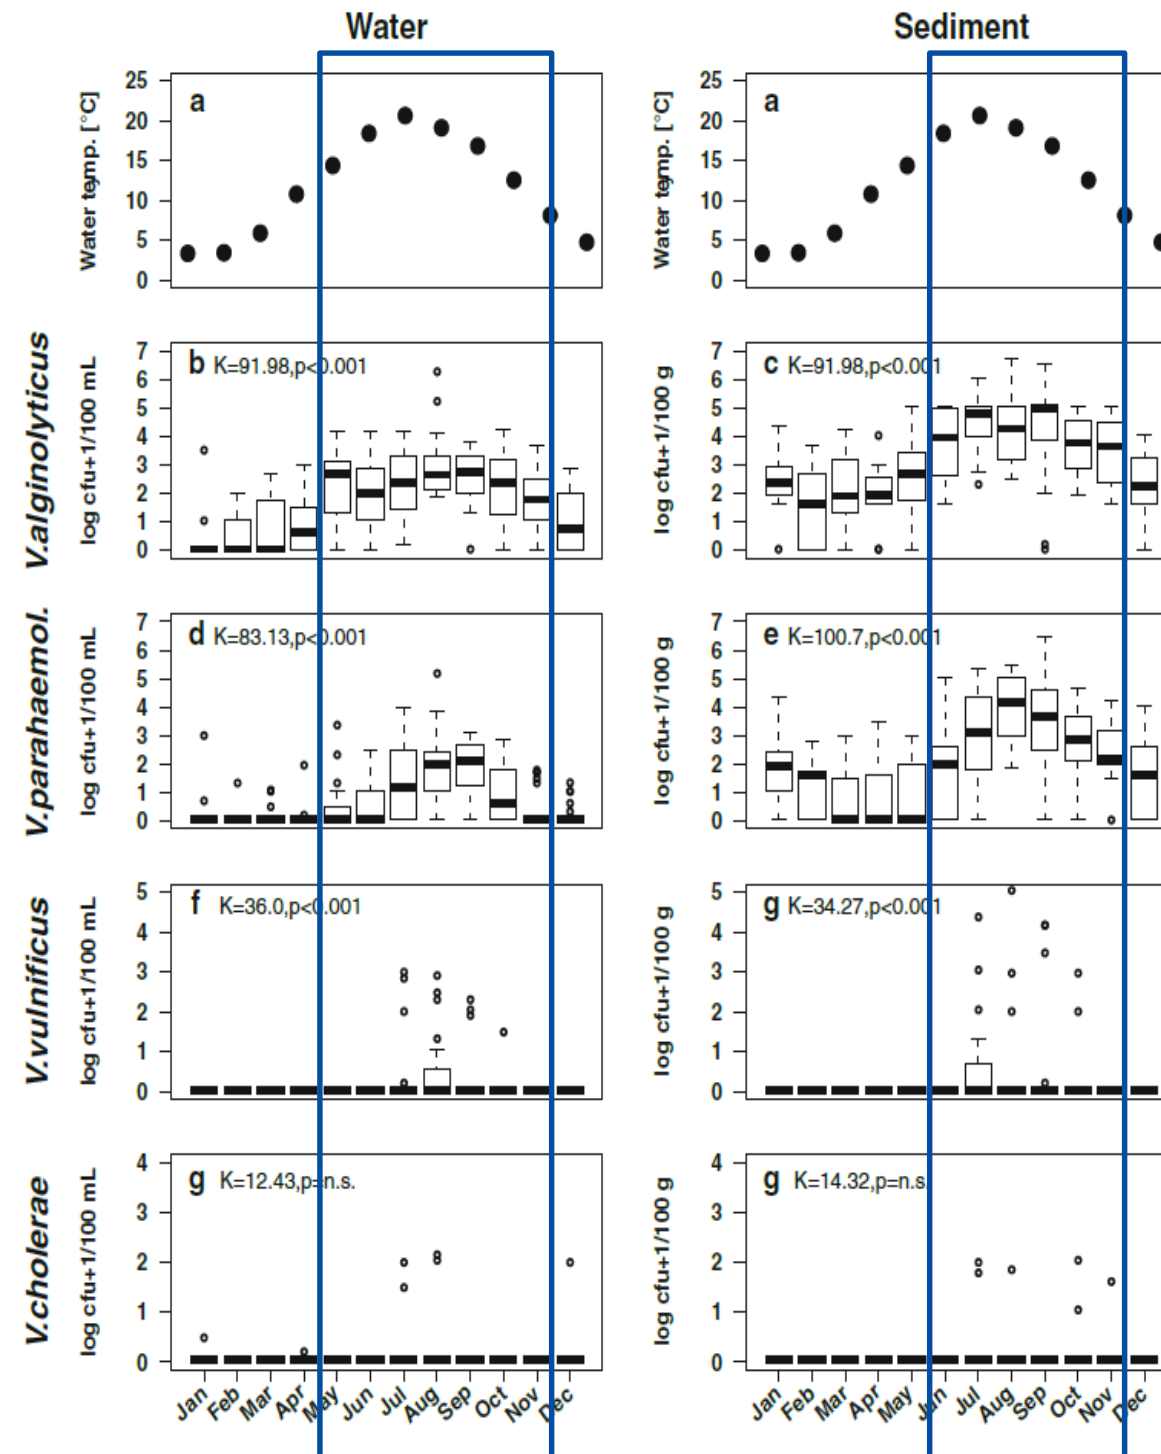 Water
Sediment
a
Water temp. [°C]
25
20
15
10
5
0
a
Water temp. [°C]
25
20
15
10
5
0
V.alginolyticus
log cfu+1/100 mL
b K=91.98,p<0.001
7
6
5
4
3
2
1
0
log cfu+1/100 g
c K=91.98,p<0.001
7
6
5
4
3
2
1
0
V.parahaemol.
log cfu+1/100 mL
d K=83.13,p<0.001
7
6
5
4
3
2
1
0
log cfu+1/100 g
e K=100.7,p<0.001
7
6
5
4
3
2
1
0
V.vulnificus
log cfu+1/100 mL
f K=36.0,p<0.001
5
4
3
2
1
0
log cfu+1/100 g
g K=34.27,p<0.001
5
4
3
2
1
0
V.cholerae
log cfu+1/100 mL
g K=12.43,p=n.s.
4
3
2
1
0
log cfu+1/100 g
g K=14.32,p=n.s.
4
3
2
1
0
Jan Feb Mar Apr May Jun Jul Aug Sep Oct Nov Dec
Jan Feb Mar Apr May Jun Jul Aug Sep Oct Nov Dec